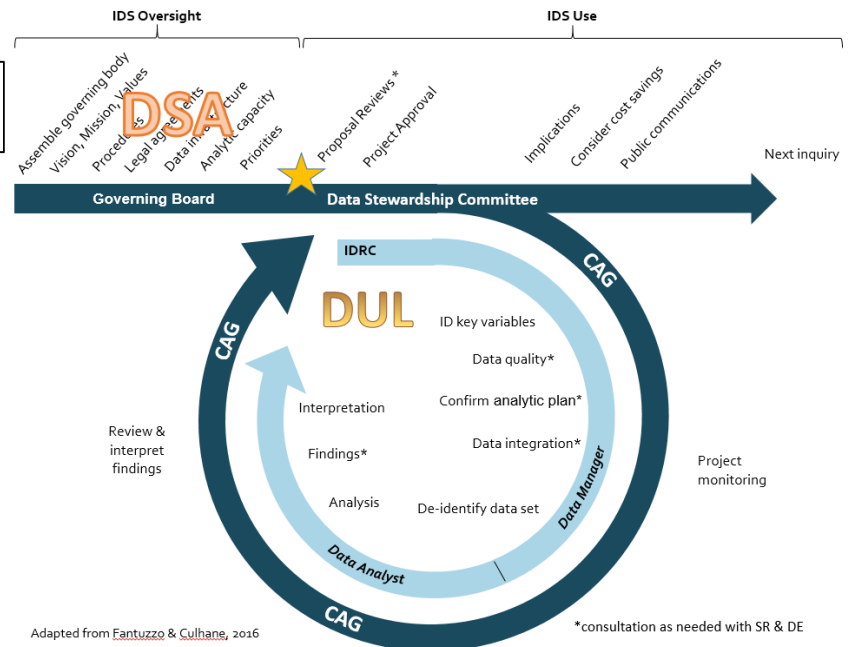 IDS Oversight
IDS Use
Assemble governing body
Vision, Mission, Values
Procedures
Legal agreements
Data infrastructure
Analytic capacity
Priorities
DSA
Proposal Reviews *
Project Approval
Implications
Consider cost savings
Public communications
Next inquiry
Governing Board
Data Stewardship Committee
IDRC
CAG
DUL
CAG
ID key variables
Data quality*
Confirm analytic plan*
Data integration*
De-identify data set
Data Manager
Interpretation
Findings*
Analysis
Data Analyst
Review &
interpret
findings
Project
monitoring
CAG
Adapted from Fantuzzo & Culhane, 2016
*consultation as needed with SR & DE